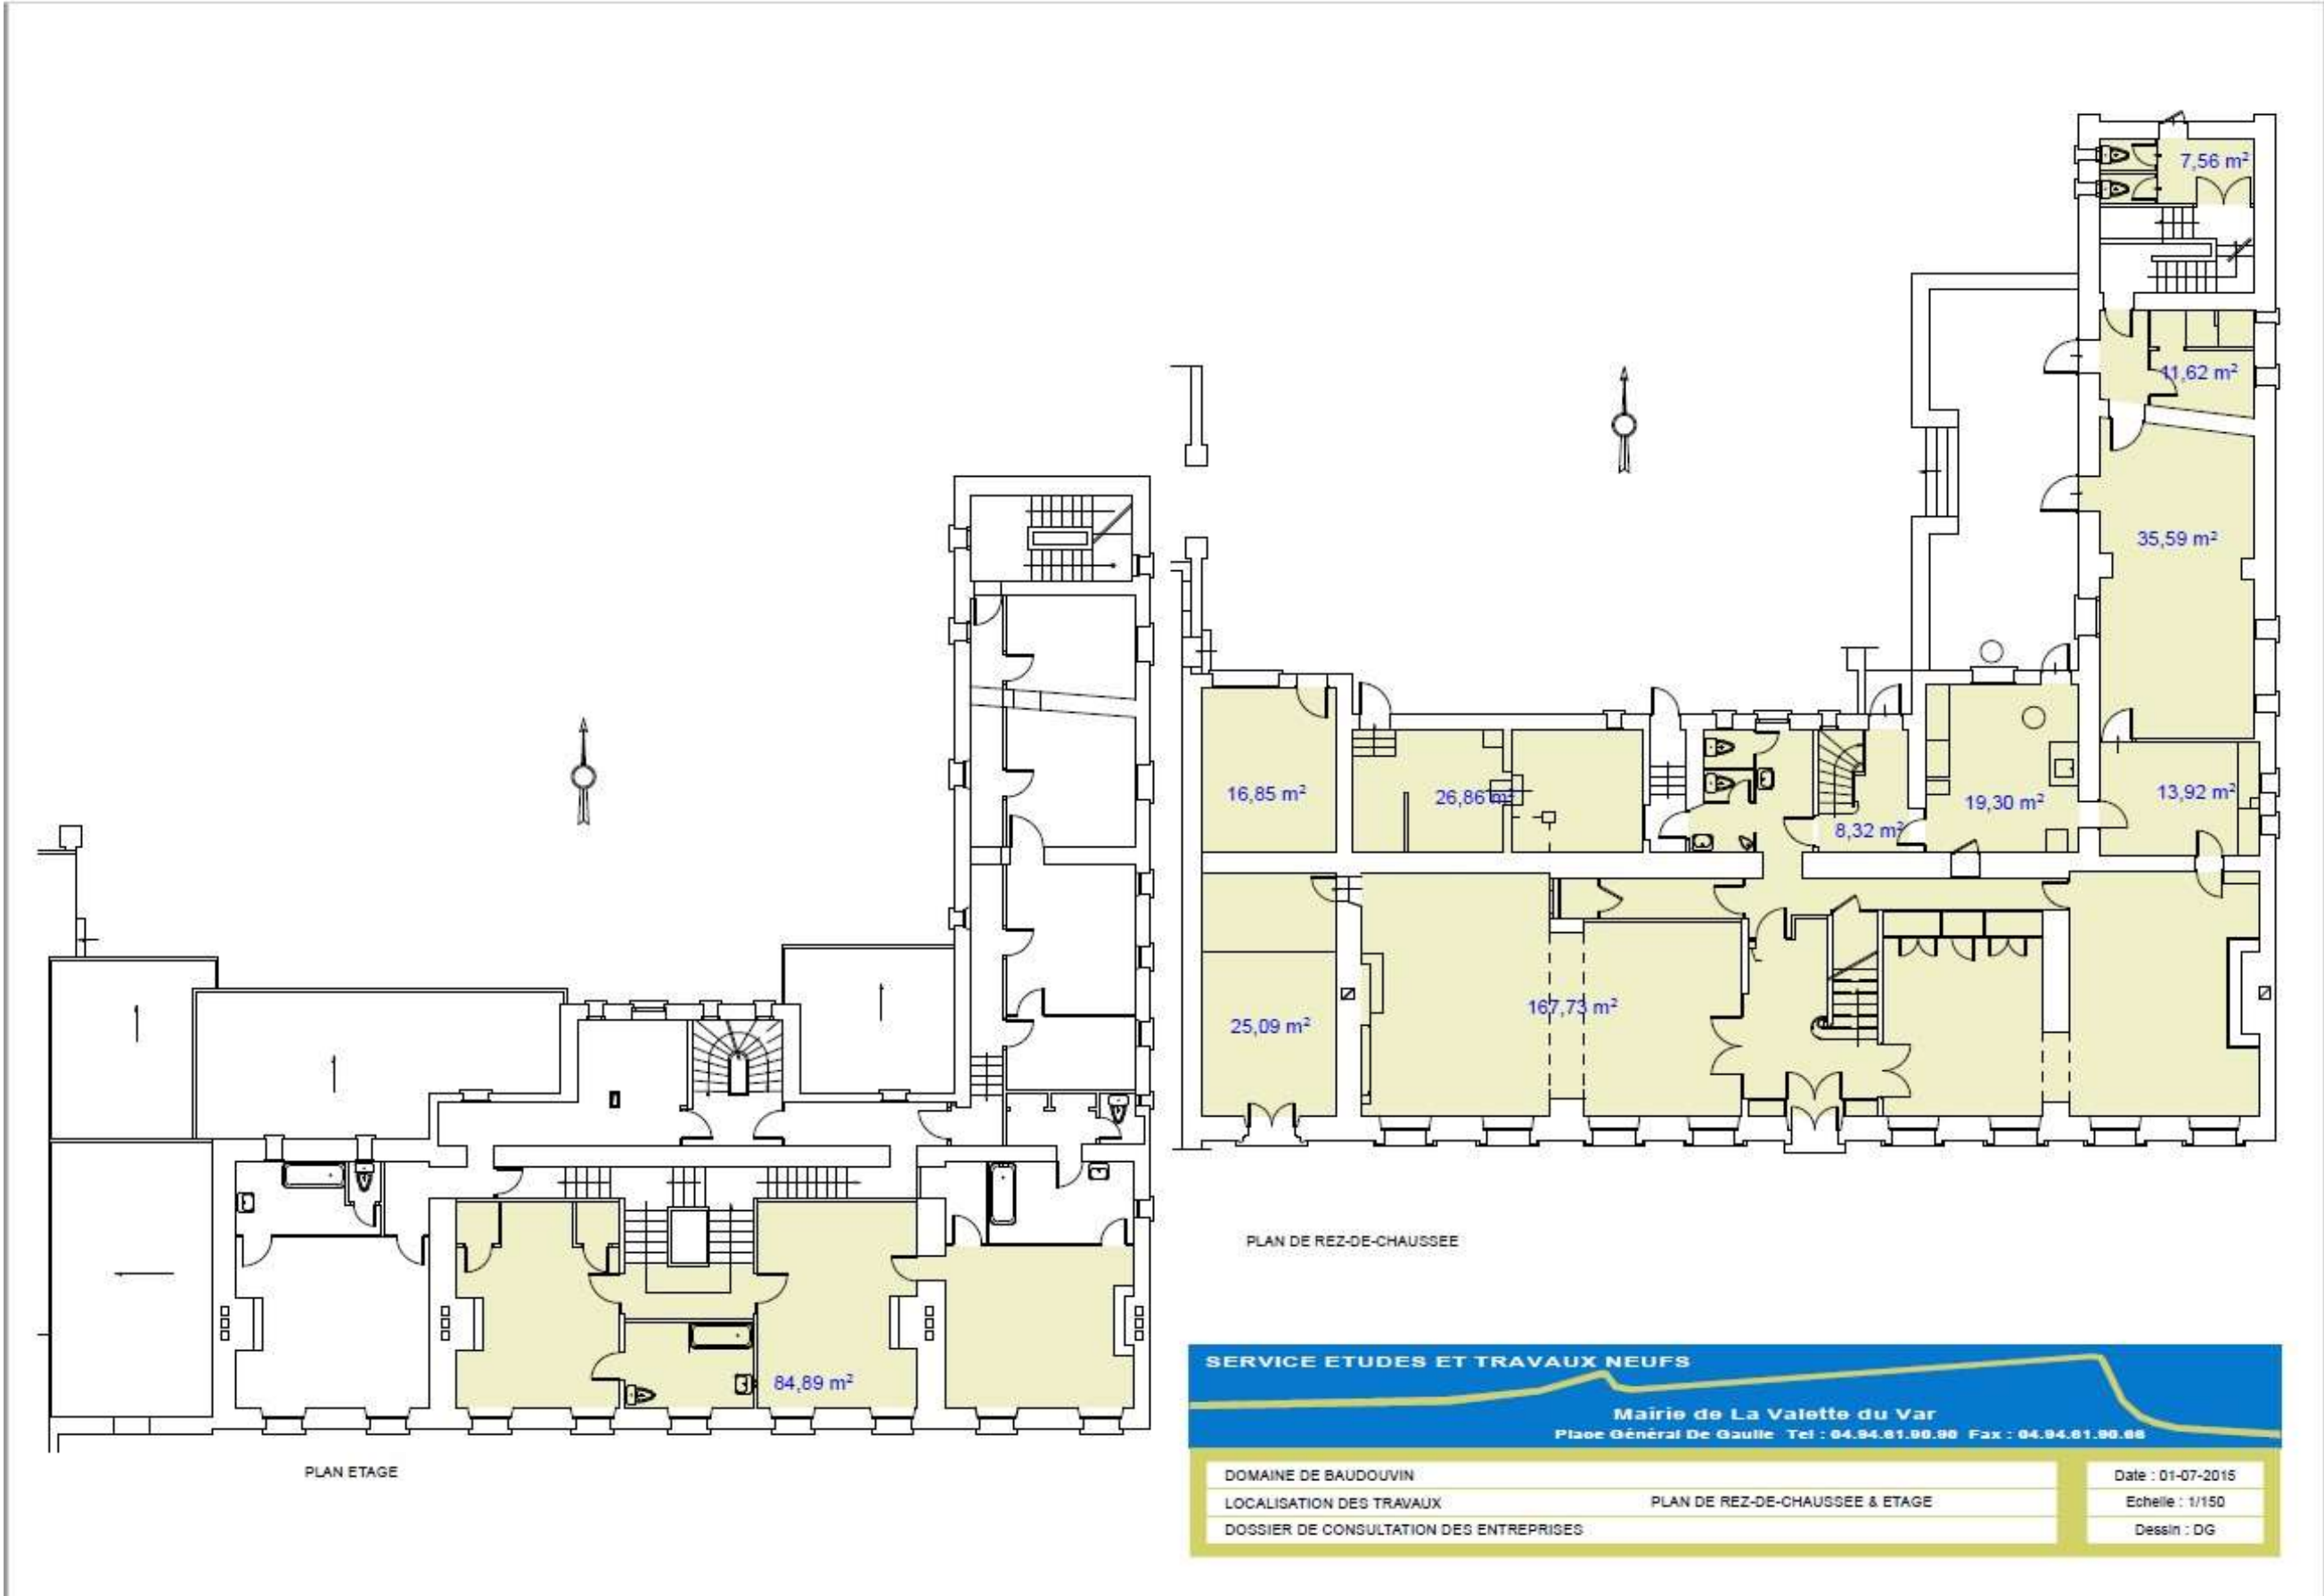 7,56 m²
11,62 m²
35,59 m²
16,85 m²
26,86 m²
8,32 m²
19,30 m²
13,92 m²
25,09 m²
167,73 m²
PLAN DE REZ-DE-CHAUSSEE
84,89 m²
PLAN ETAGE
SERVICE ETUDES ET TRAVAUX NEUFS
Mairie de La Valette du Var
Place Général De Gaulle Tel : 04.94.61.90.90 Fax : 04.94.61.90.66
DOMAINE DE BAUDOUVIN
Date : 01-07-2015
LOCALISATION DES TRAVAUX PLAN DE REZ-DE-CHAUSSEE & ETAGE
Echelle : 1/150
DOSSIER DE CONSULTATION DES ENTREPRISES
Dessin : DG